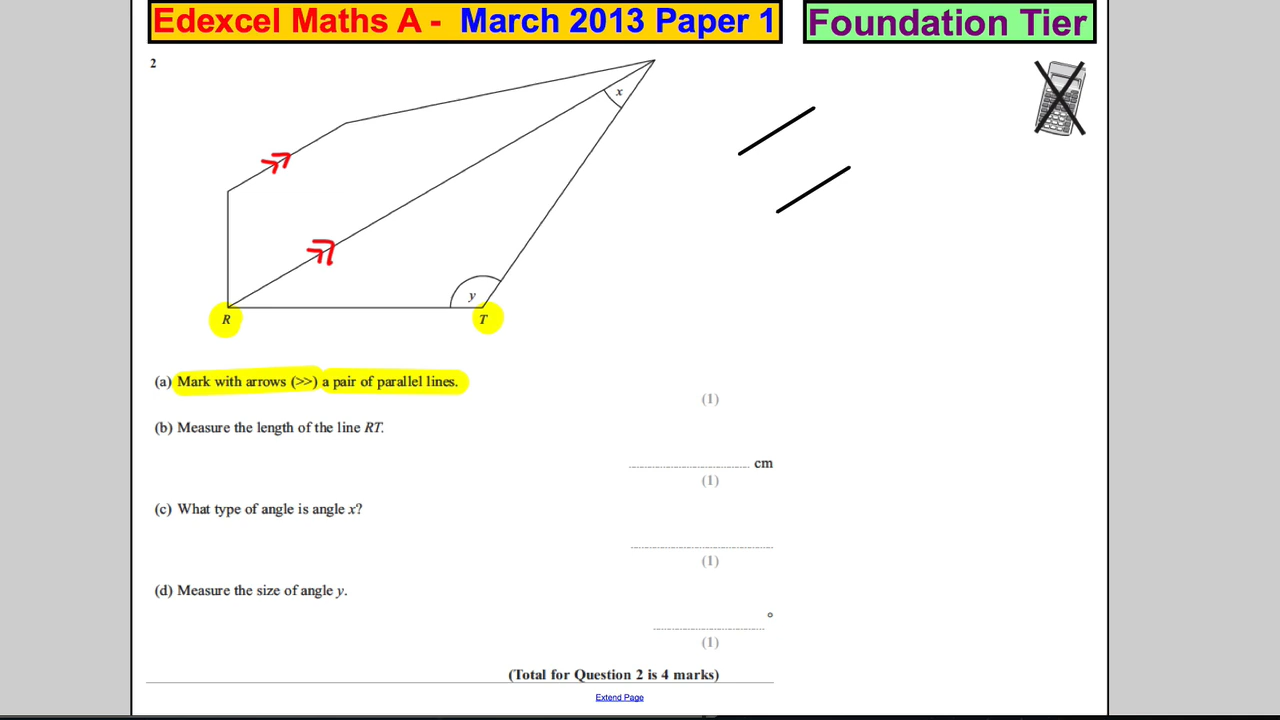 Edexcel Maths A - March 2013 Paper 1
Foundation Tier
2
x
y
R
T
(a) Mark with arrows (>>) a pair of parallel lines.
(1)
(b) Measure the length of the line RT.
cm
(1)
(c) What type of angle is angle x?
(1)
(d) Measure the size of angle y.
°
(1)
(Total for Question 2 is 4 marks)
Extend Page